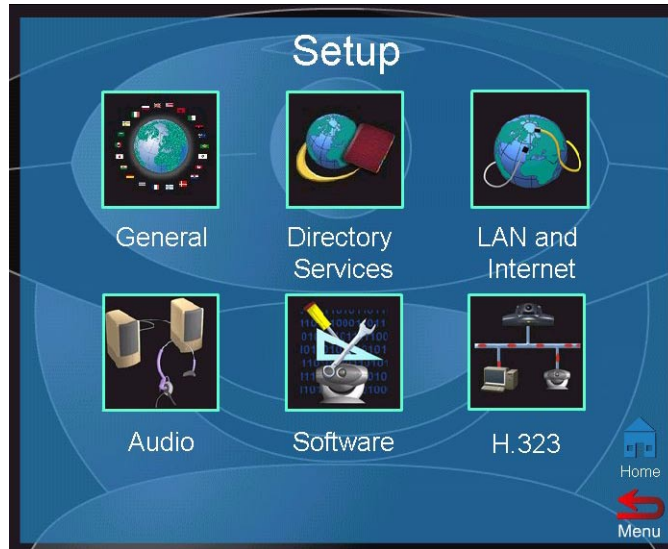 Setup
General
Directory
Services
LAN and
Internet
Audio
Software
H.323
Home
Menu